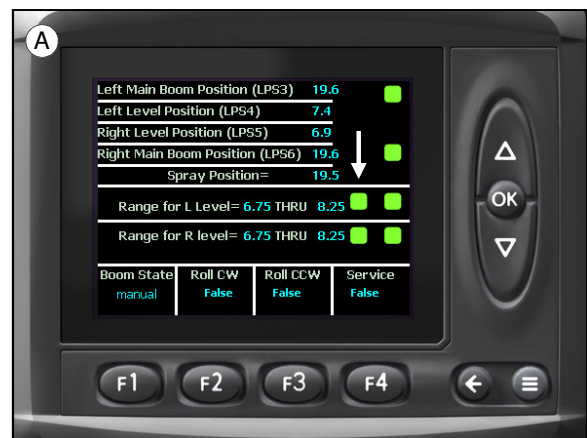 A
Left Main Boom Position (LPS3) 19.6
Left Level Position (LPS4) 7.4
Right Level Position (LPS5) 6.9
Right Main Boom Position (LPS6) 19.6
Spray Position= 19.5
Range for L Level= 6.75 THRU 8.25
Range for R level= 6.75 THRU 8.25
Boom State Roll CW Roll CCW Service
manual False False False
OK
F1 F2 F3 F4